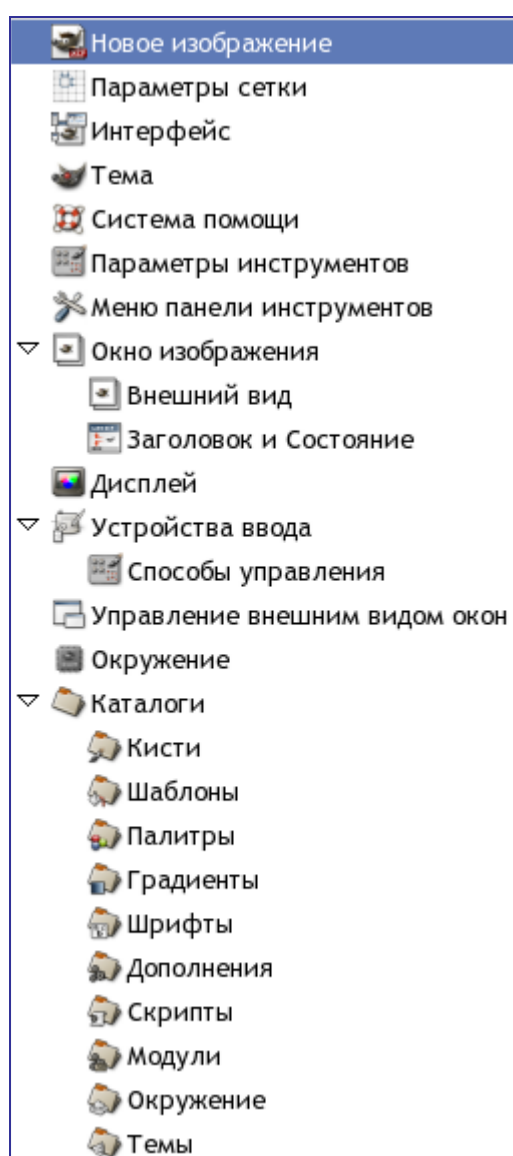 Новое изображение
Параметры сетки
Интерфейс
Тема
Система помощи
Параметры инструментов
Меню панели инструментов
Окно изображения
Внешний вид
Заголовок и Состояние
Дисплей
Устройства ввода
Способы управления
Управление внешним видом окон
Окружение
Каталоги
Кисти
Шаблоны
Палитры
Градиенты
Шрифты
Дополнения
Скрипты
Модули
Окружение
Темы